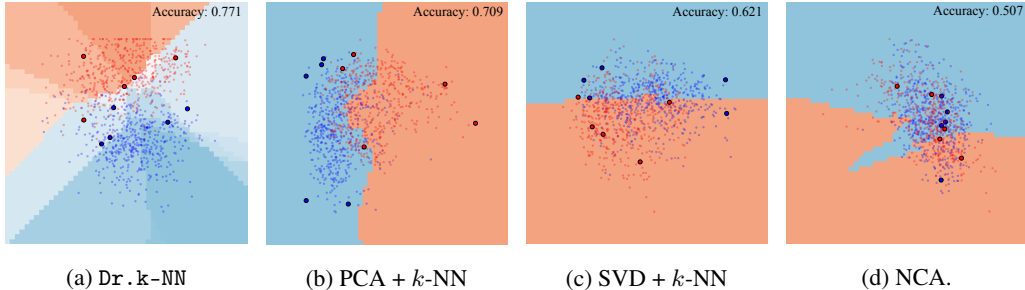 Accuracy: 0.771
Accuracy: 0.709
Accuracy: 0.621
Accuracy: 0.507
(a) Dr.k-NN
(b) PCA + k-NN
(c) SVD + k-NN
(d) NCA.